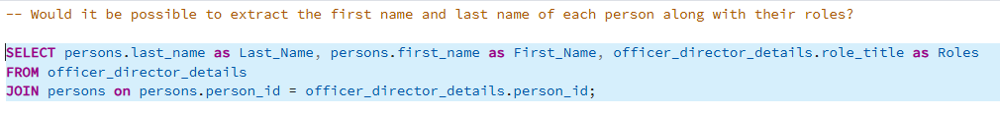 -- Would it be possible to extract the first name and last name of each person along with their roles?
SELECT persons.last_name as Last_Name, persons.first_name as First_Name, officer_director_details.role_title as Roles
FROM officer_director_details
JOIN persons on persons.person_id = officer_director_details.person_id;